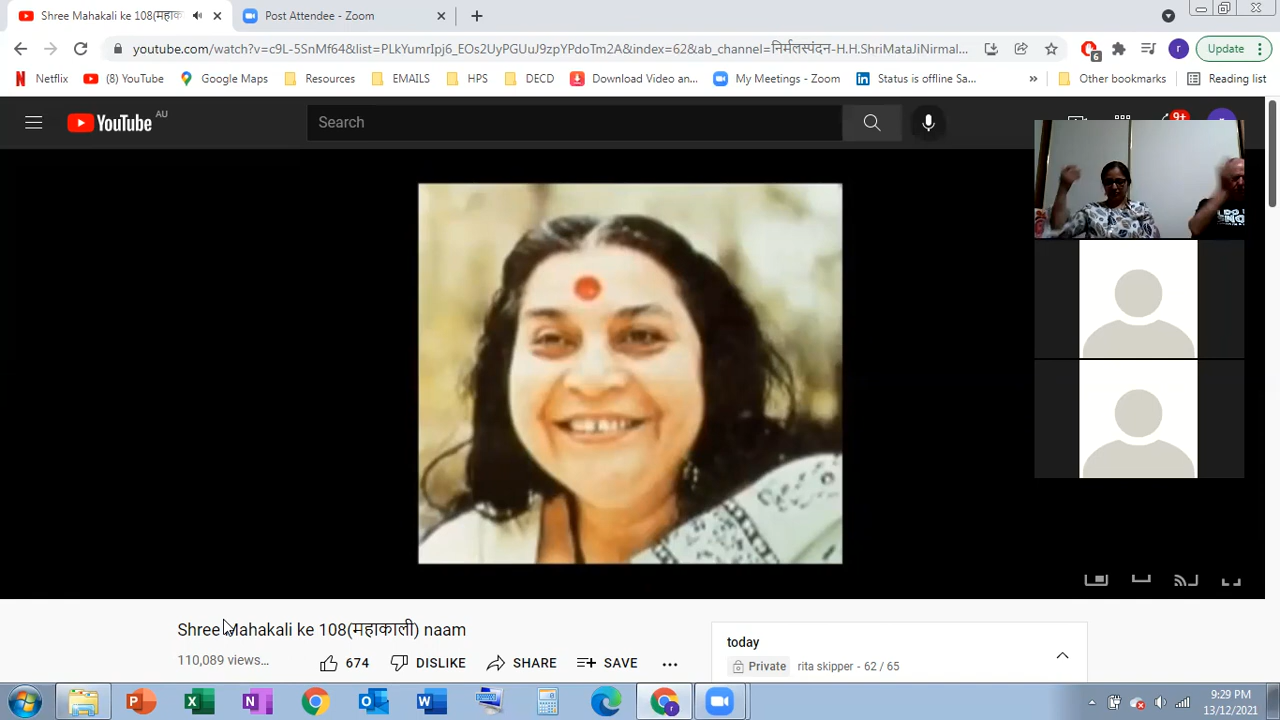 Shree Mahakali ke 108(महाक
Post Attendee - Zoom
youtube.com/watch?v=c9L-5SnMf64&list=PLkYumrIpj6_EOs2UyPGUuJ9zpYPdoTm2A&index=62&ab_channel=निर्मलस्पंदन-H.H.ShriMataJiNirmal...
6
r
Update
Netflix
(8) YouTube
Google Maps
Resources
EMAILS
HPS
DECD
Download Video an...
My Meetings - Zoom
Status is offline Sa...
»
Other bookmarks
Reading list
YouTube AU
Search
9+
Shree Mahakali ke 108(महाकाली) naam
110,089 views...
674
DISLIKE
SHARE
SAVE
today
Private
rita skipper - 62 / 65
9:29 PM
13/12/2021